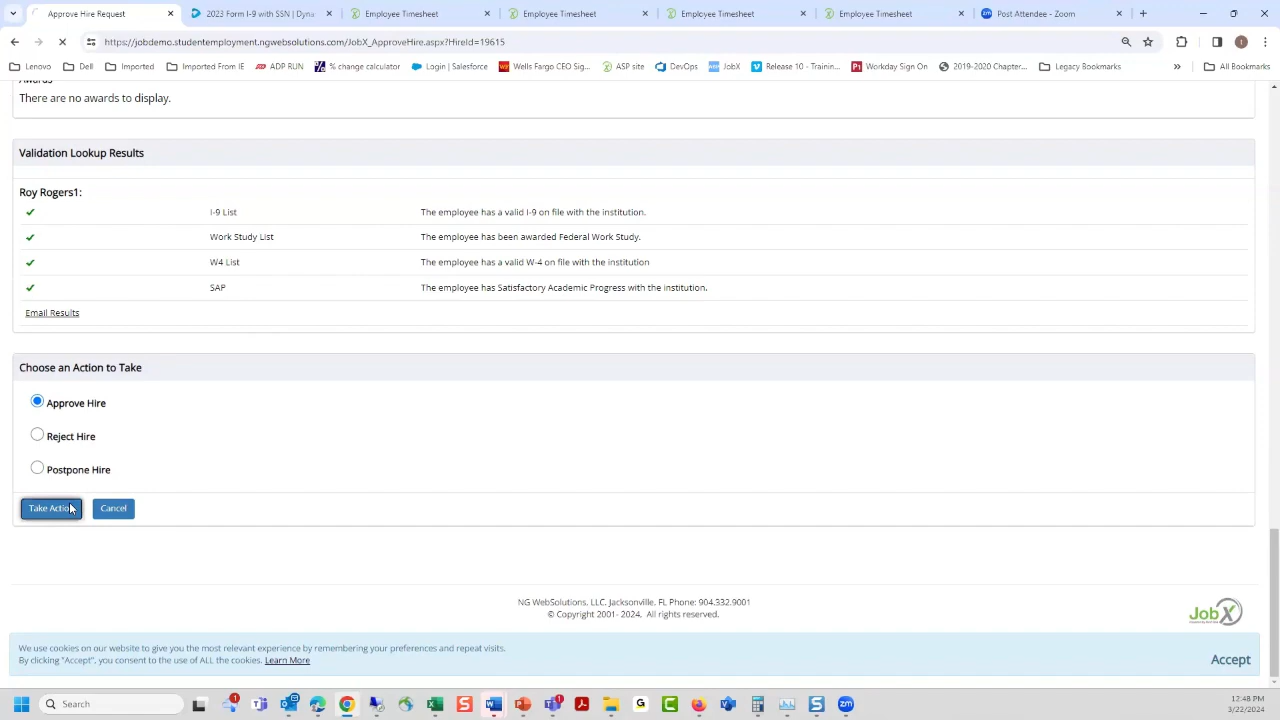 Approve Hire Request
2023 Form I-9 with SSN | Dyna
Employee Timesheet
Employee Timesheet
Employee Timesheet
Employee Timesheet
Post Attendee - Zoom
https://jobdemo.studentemployment.ngwebsolutions.com/JobX_ApproveHire.aspx?HireId=19615
Lenovo
Dell
Imported
Imported From IE
ADP RUN
% change calculator
Login | Salesforce
Wells Fargo CEO Sig...
ASP site
DevOps
JobX
Release 10 - Trainin...
Workday Sign On
2019-2020 Chapter...
Legacy Bookmarks
All Bookmarks
Awards
There are no awards to display.
Validation Lookup Results
Roy Rogers1:
I-9 List
The employee has a valid I-9 on file with the institution.
Work Study List
The employee has been awarded Federal Work Study.
W4 List
The employee has a valid W-4 on file with the institution
SAP
The employee has Satisfactory Academic Progress with the institution.
Email Results
Choose an Action to Take
Approve Hire
Reject Hire
Postpone Hire
Take Action
Cancel
NG WebSolutions, LLC, Jacksonville, FL Phone: 904.332.9001
© Copyright 2001- 2024. All rights reserved.
JobX
We use cookies on our website to give you the most relevant experience by remembering your preferences and repeat visits.
By clicking "Accept", you consent to the use of ALL the cookies. Learn More
Accept
Search
12:48 PM
3/22/2024